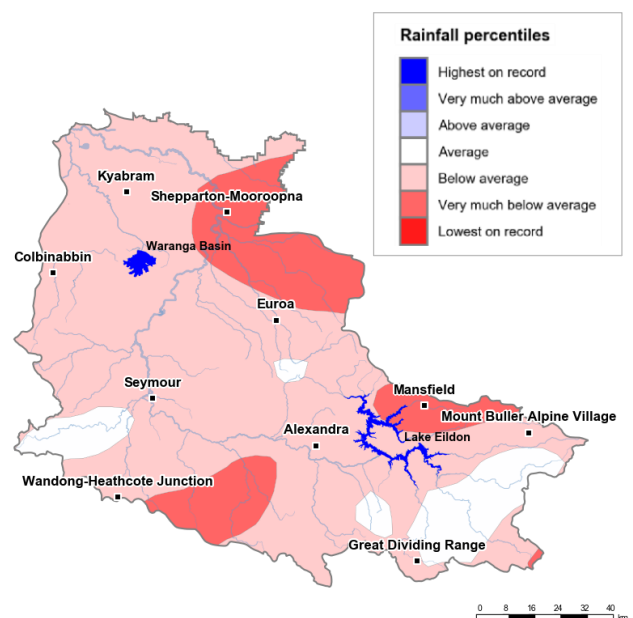 Rainfall percentiles
Highest on record
Very much above average
Above average
Average
Below average
Very much below average
Lowest on record
Kyabram
Shepparton-Mooroopna
Waranga Basin
Colbinabbin
Euroa
Seymour
Mansfield
Mount Buller Alpine Village
Alexandra
Lake Eildon
Wandong-Heathcote Junction
Great Dividing Range
0 8 16 24 32 40
km